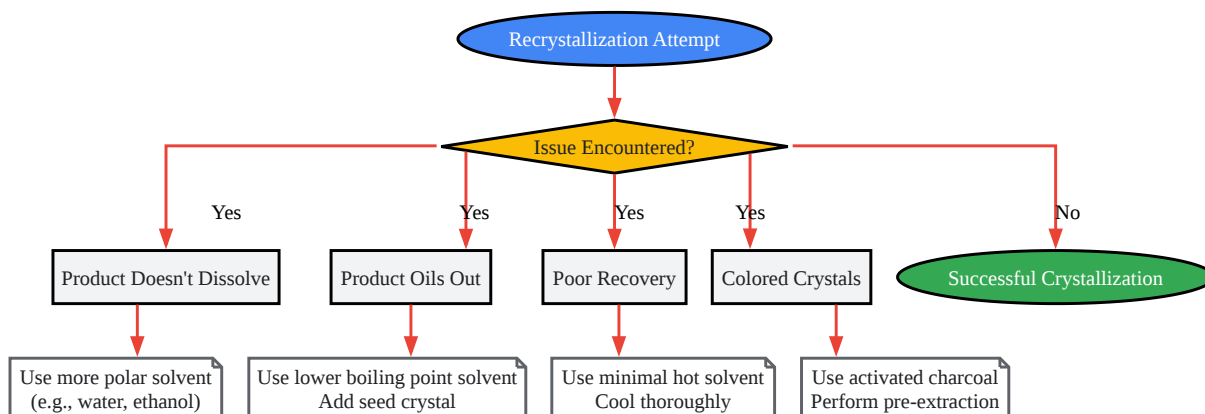 Recrystallization Attempt
Issue Encountered?
Yes
Yes
Yes
Yes
No
Product Doesn't Dissolve
Product Oils Out
Poor Recovery
Colored Crystals
Successful Crystallization
Use more polar solvent
(e.g., water, ethanol)
Use lower boiling point solvent
Add seed crystal
Use minimal hot solvent
Cool thoroughly
Use activated charcoal
Perform pre-extraction